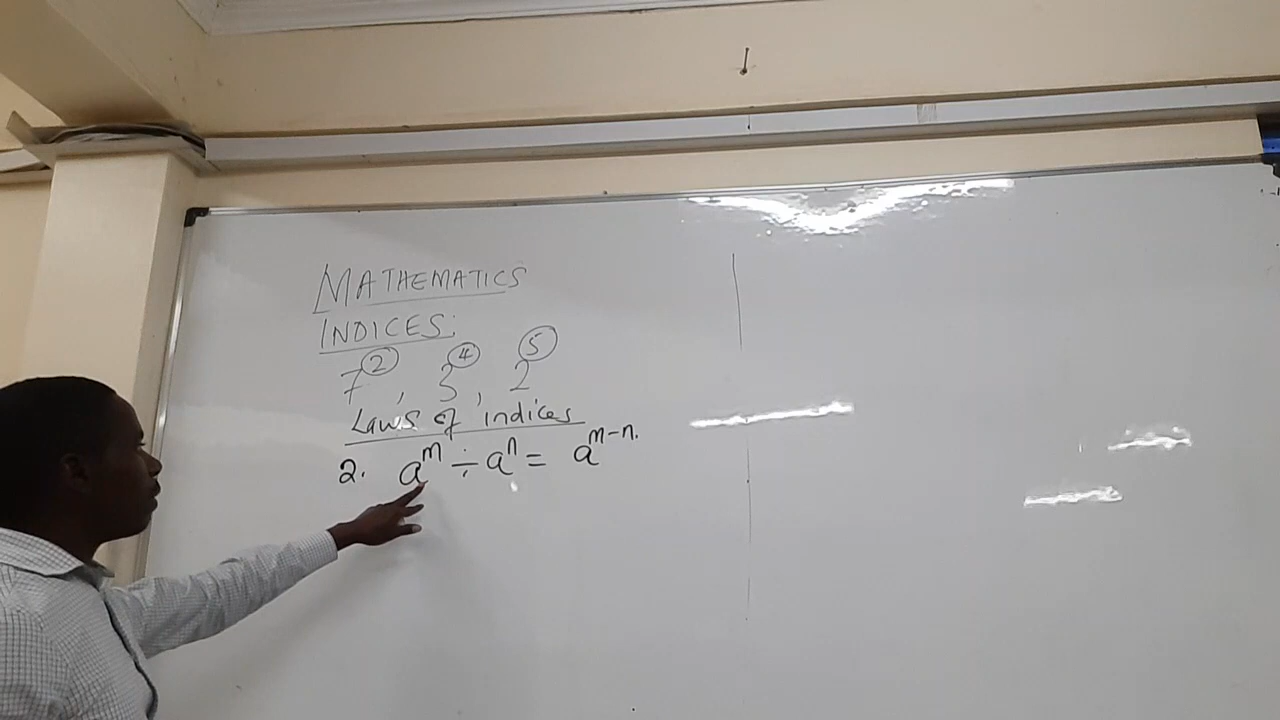 MATHEMATICS
INDICES:
7², 3⁴, 2⁵
Laws of indices
2. aᵐ ÷ aⁿ = aᵐ⁻ⁿ.